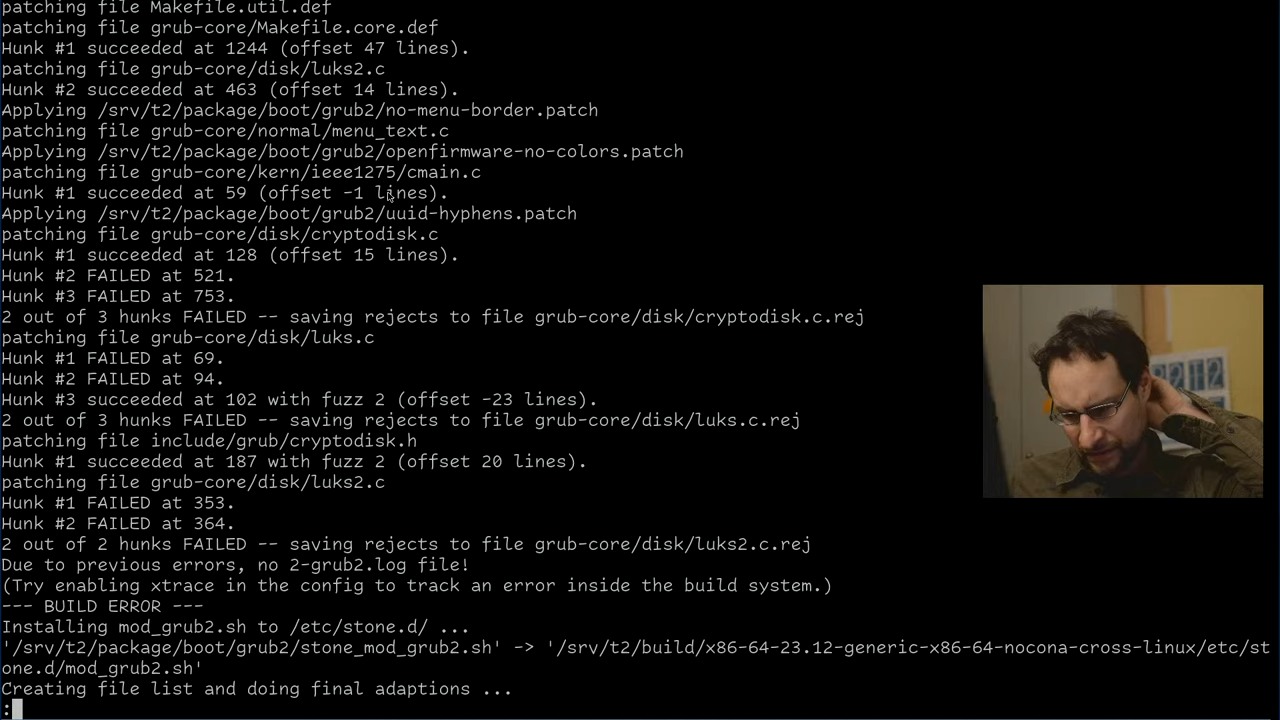 patching file Makefile.util.def
patching file grub-core/Makefile.core.def
Hunk #1 succeeded at 1244 (offset 47 lines).
patching file grub-core/disk/luks2.c
Hunk #2 succeeded at 463 (offset 14 lines).
Applying /srv/t2/package/boot/grub2/no-menu-border.patch
patching file grub-core/normal/menu_text.c
Applying /srv/t2/package/boot/grub2/openfirmware-no-colors.patch
patching file grub-core/kern/ieee1275/cmain.c
Hunk #1 succeeded at 59 (offset -1 lines).
Applying /srv/t2/package/boot/grub2/uuid-hyphens.patch
patching file grub-core/disk/cryptodisk.c
Hunk #1 succeeded at 128 (offset 15 lines).
Hunk #2 FAILED at 521.
Hunk #3 FAILED at 753.
2 out of 3 hunks FAILED -- saving rejects to file grub-core/disk/cryptodisk.c.rej
patching file grub-core/disk/luks.c
Hunk #1 FAILED at 69.
Hunk #2 FAILED at 94.
Hunk #3 succeeded at 102 with fuzz 2 (offset -23 lines).
2 out of 3 hunks FAILED -- saving rejects to file grub-core/disk/luks.c.rej
patching file include/grub/cryptodisk.h
Hunk #1 succeeded at 187 with fuzz 2 (offset 20 lines).
patching file grub-core/disk/luks2.c
Hunk #1 FAILED at 353.
Hunk #2 FAILED at 364.
2 out of 2 hunks FAILED -- saving rejects to file grub-core/disk/luks2.c.rej
Due to previous errors, no 2-grub2.log file!
(Try enabling xtrace in the config to track an error inside the build system.)
--- BUILD ERROR ---
Installing mod_grub2.sh to /etc/stone.d/ ...
'/srv/t2/package/boot/grub2/stone_mod_grub2.sh' -> '/srv/t2/build/x86-64-23.12-generic-x86-64-nocona-cross-linux/etc/st
one.d/mod_grub2.sh'
Creating file list and doing final adaptions ...
: